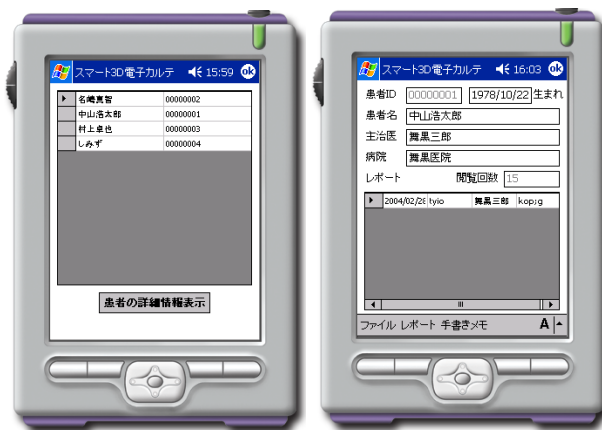 スマート3D電子カルテ 15:59 ok
名崎真智 00000002
中山浩太郎 00000001
村上卓也 00000003
しみず 00000004
患者の詳細情報表示
スマート3D電子カルテ 16:03 ok
患者ID 00000001 1978/10/22 生まれ
患者名 中山浩太郎
主治医 舞黒三郎
病院 舞黒医院
レポート 閲覧回数 15
2004/02/28 tyio 舞黒三郎 kop;g
ファイル レポート 手書きメモ A